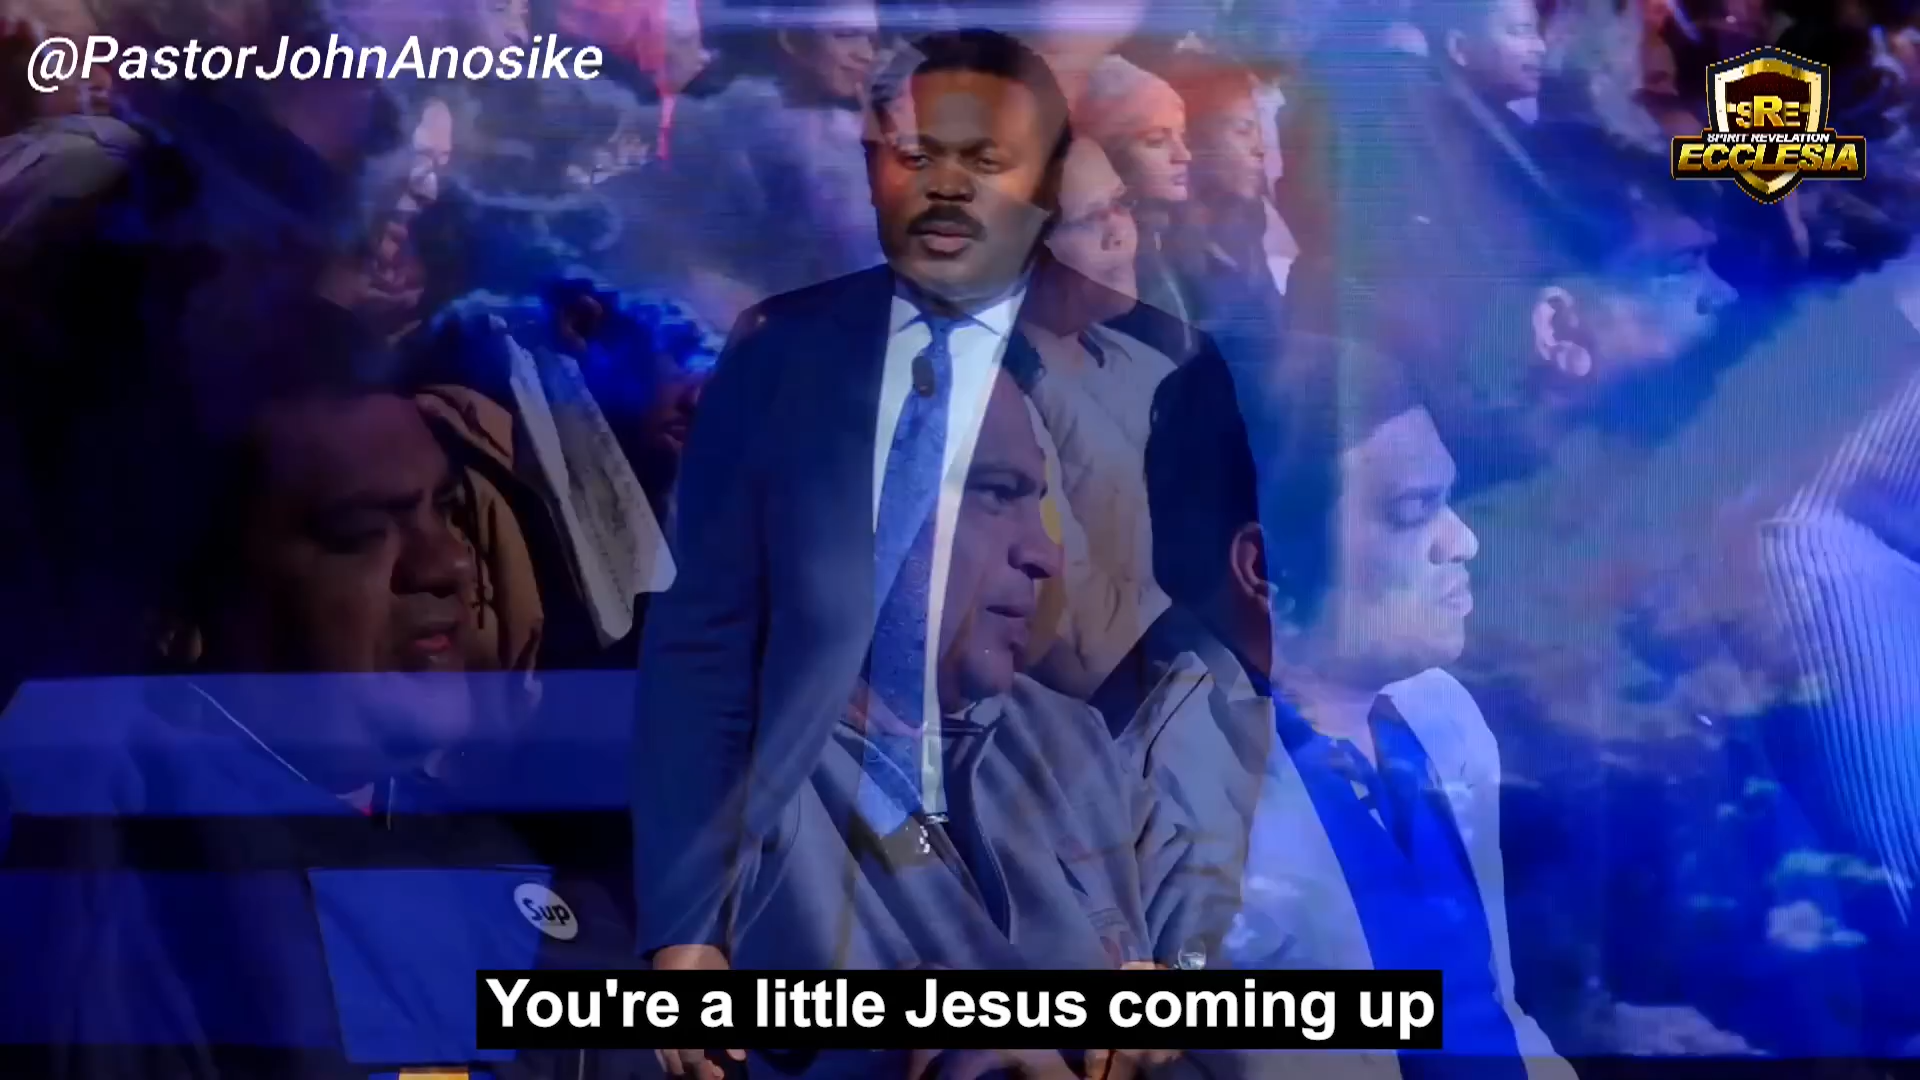 @PastorJohnAnosike
SRE
SPIRIT REVELATION
ECCLESIA
Sup
You're a little Jesus coming up